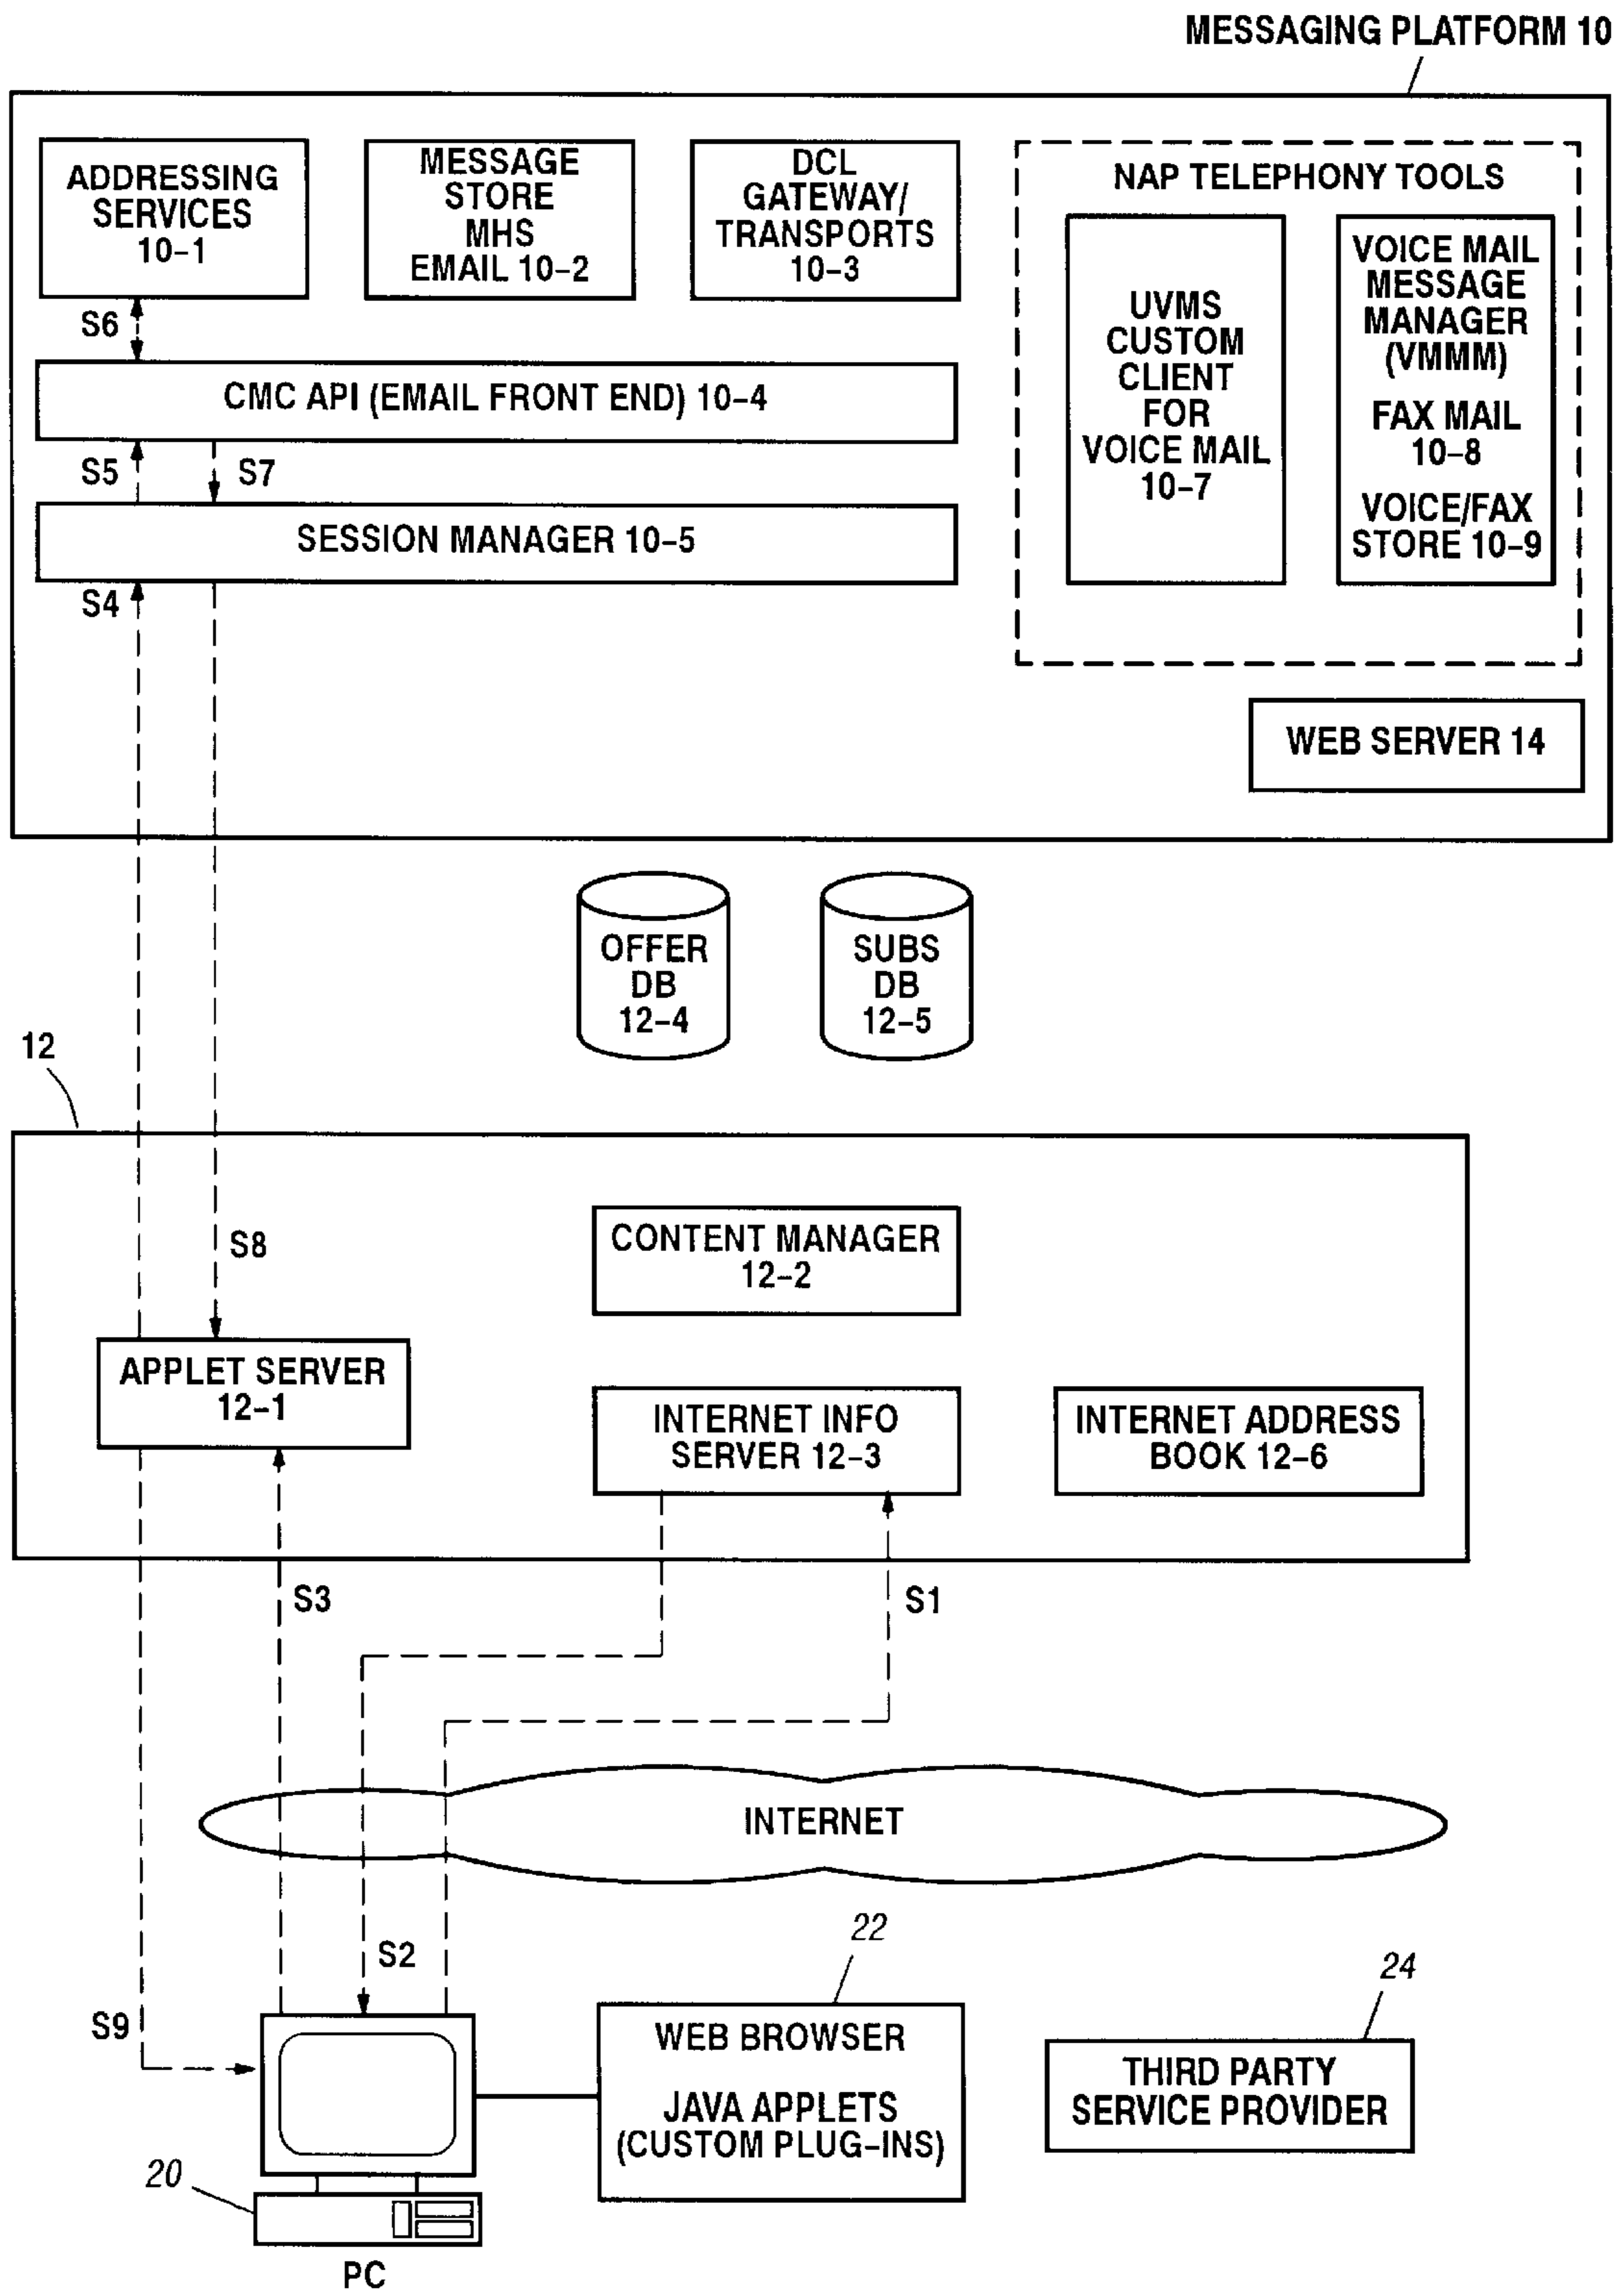 MESSAGING PLATFORM 10
ADDRESSING
SERVICES
10-1
MESSAGE
STORE
MHS
EMAIL 10-2
DCL
GATEWAY/
TRANSPORTS
10-3
NAP TELEPHONY TOOLS
UVMS
CUSTOM
CLIENT
FOR
VOICE MAIL
10-7
VOICE MAIL
MESSAGE
MANAGER
(VMMM)
FAX MAIL
10-8
VOICE/FAX
STORE 10-9
S6
CMC API (EMAIL FRONT END) 10-4
S5
S7
SESSION MANAGER 10-5
S4
WEB SERVER 14
OFFER
DB
12-4
SUBS
DB
12-5
12
CONTENT MANAGER
12-2
S8
APPLET SERVER
12-1
INTERNET INFO
SERVER 12-3
INTERNET ADDRESS
BOOK 12-6
S3
S1
INTERNET
S2
22
24
S9
WEB BROWSER
JAVA APPLETS
(CUSTOM PLUG-INS)
THIRD PARTY
SERVICE PROVIDER
20
PC